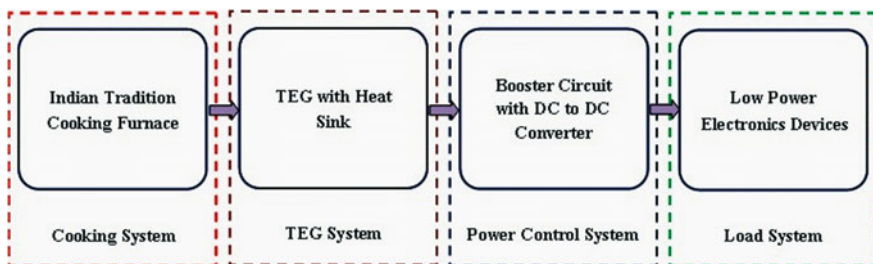 Indian Tradition
Cooking Furnace
TEG with Heat
Sink
Booster Circuit
with DC to DC
Converter
Low Power
Electronics Devices
Cooking System
TEG System
Power Control System
Load System